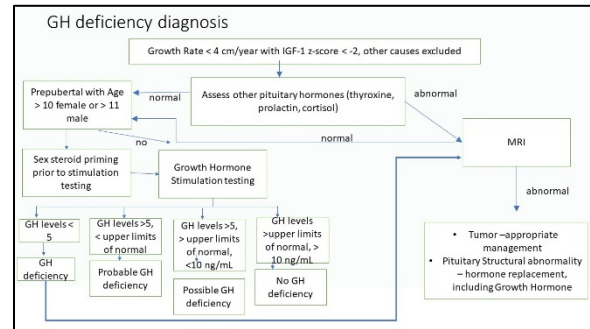 GH deficiency diagnosis
Growth Rate < 4 cm/year with IGF-1 z-score < -2, other causes excluded
Prepubertal with Age
> 10 female or > 11
male
normal
Assess other pituitary hormones (thyroxine,
prolactin, cortisol)
abnormal
normal
no
MRI
Sex steroid priming
prior to stimulation
testing
Growth Hormone
Stimulation testing
abnormal
GH levels <
5
GH levels >5,
< upper limits
of normal
GH levels >5,
> upper limits
of normal,
<10 ng/mL
GH levels
>upper limits
of normal, >
10 ng/mL
GH
deficiency
Probable GH
deficiency
Possible GH
deficiency
No GH
deficiency
• Tumor –appropriate
management
• Pituitary Structural abnormality
– hormone replacement,
including Growth Hormone